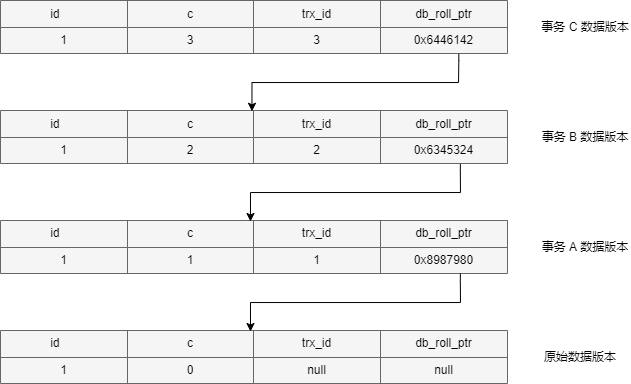 id c trx_id db_roll_ptr
1 3 3 0x6446142
事务 C 数据版本
id c trx_id db_roll_ptr
1 2 2 0x6345324
事务 B 数据版本
id c trx_id db_roll_ptr
1 1 1 0x8987980
事务 A 数据版本
id c trx_id db_roll_ptr
1 0 null null
原始数据版本